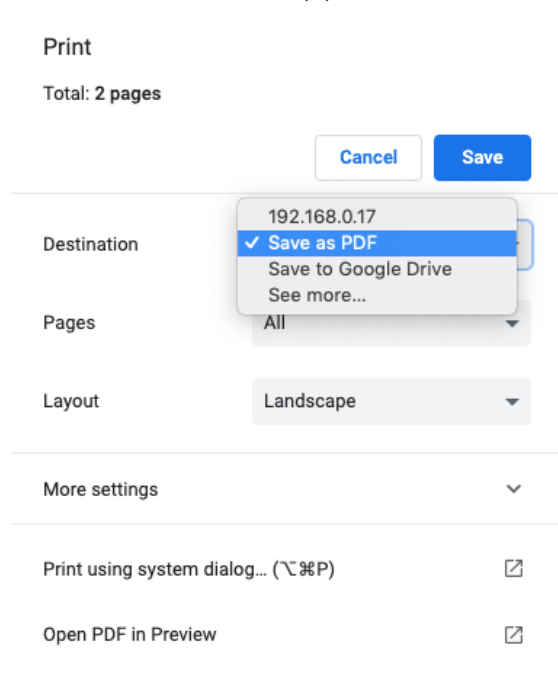 Print
Total: 2 pages
Cancel Save
192.168.0.17
Destination ✓ Save as PDF
Save to Google Drive
See more...
Pages All
Layout Landscape
More settings
Print using system dialog... (⌥⌘P)
Open PDF in Preview